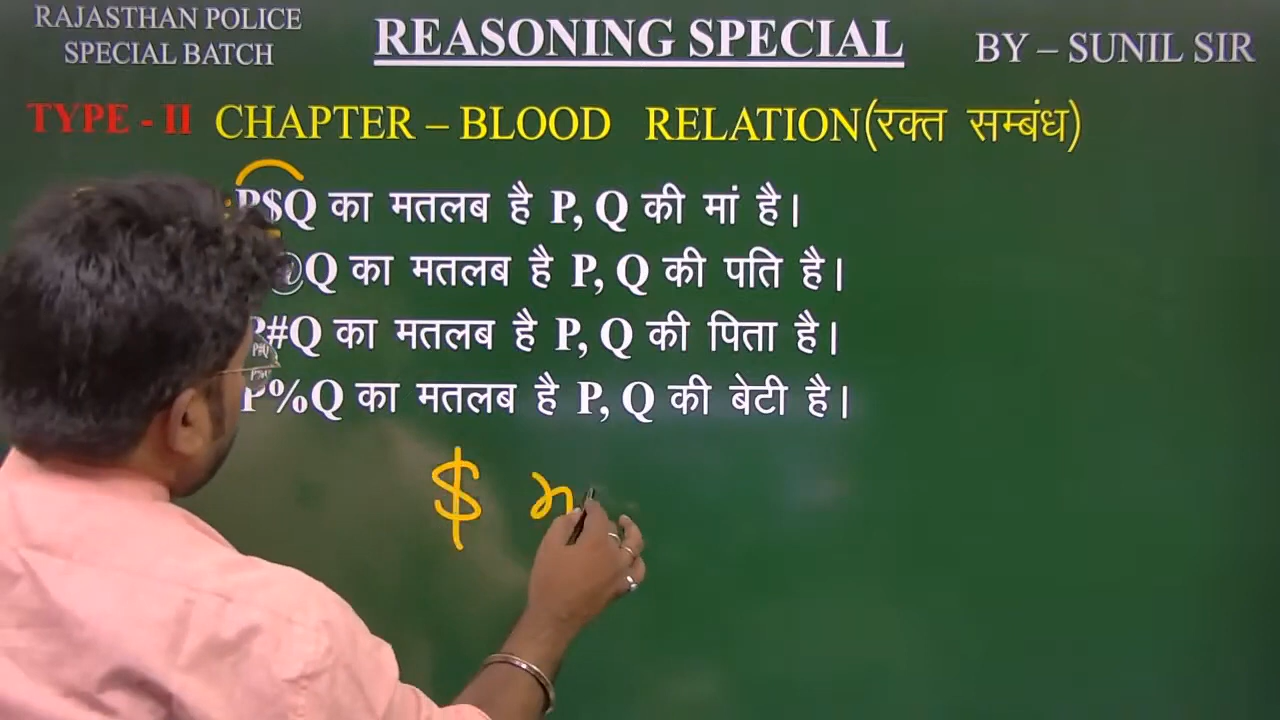 RAJASTHAN POLICE
SPECIAL BATCH
REASONING SPECIAL
BY – SUNIL SIR
TYPE - II CHAPTER – BLOOD RELATION(रक्त सम्बंध)
P$Q का मतलब है P, Q की मां है।
@Q का मतलब है P, Q की पति है।
P#Q का मतलब है P, Q की पिता है।
P%Q का मतलब है P, Q की बेटी है।
$